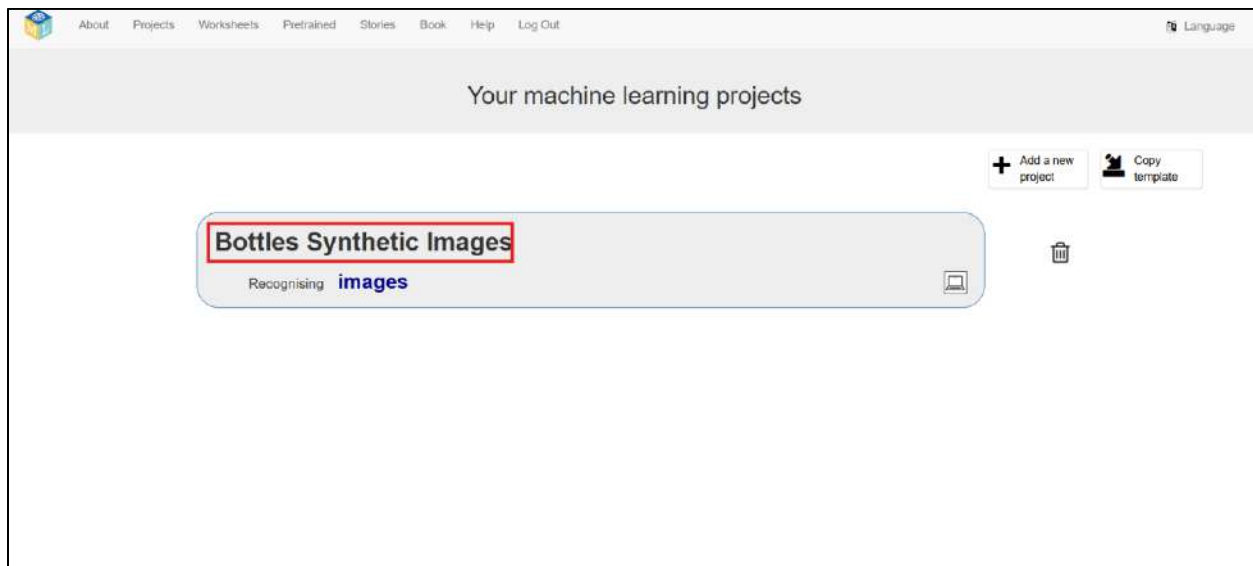 About Projects Worksheets Pretrained Stories Book Help Log Out Language
Your machine learning projects
Add a new
project
Copy
template
Bottles Synthetic Images
Recognising images